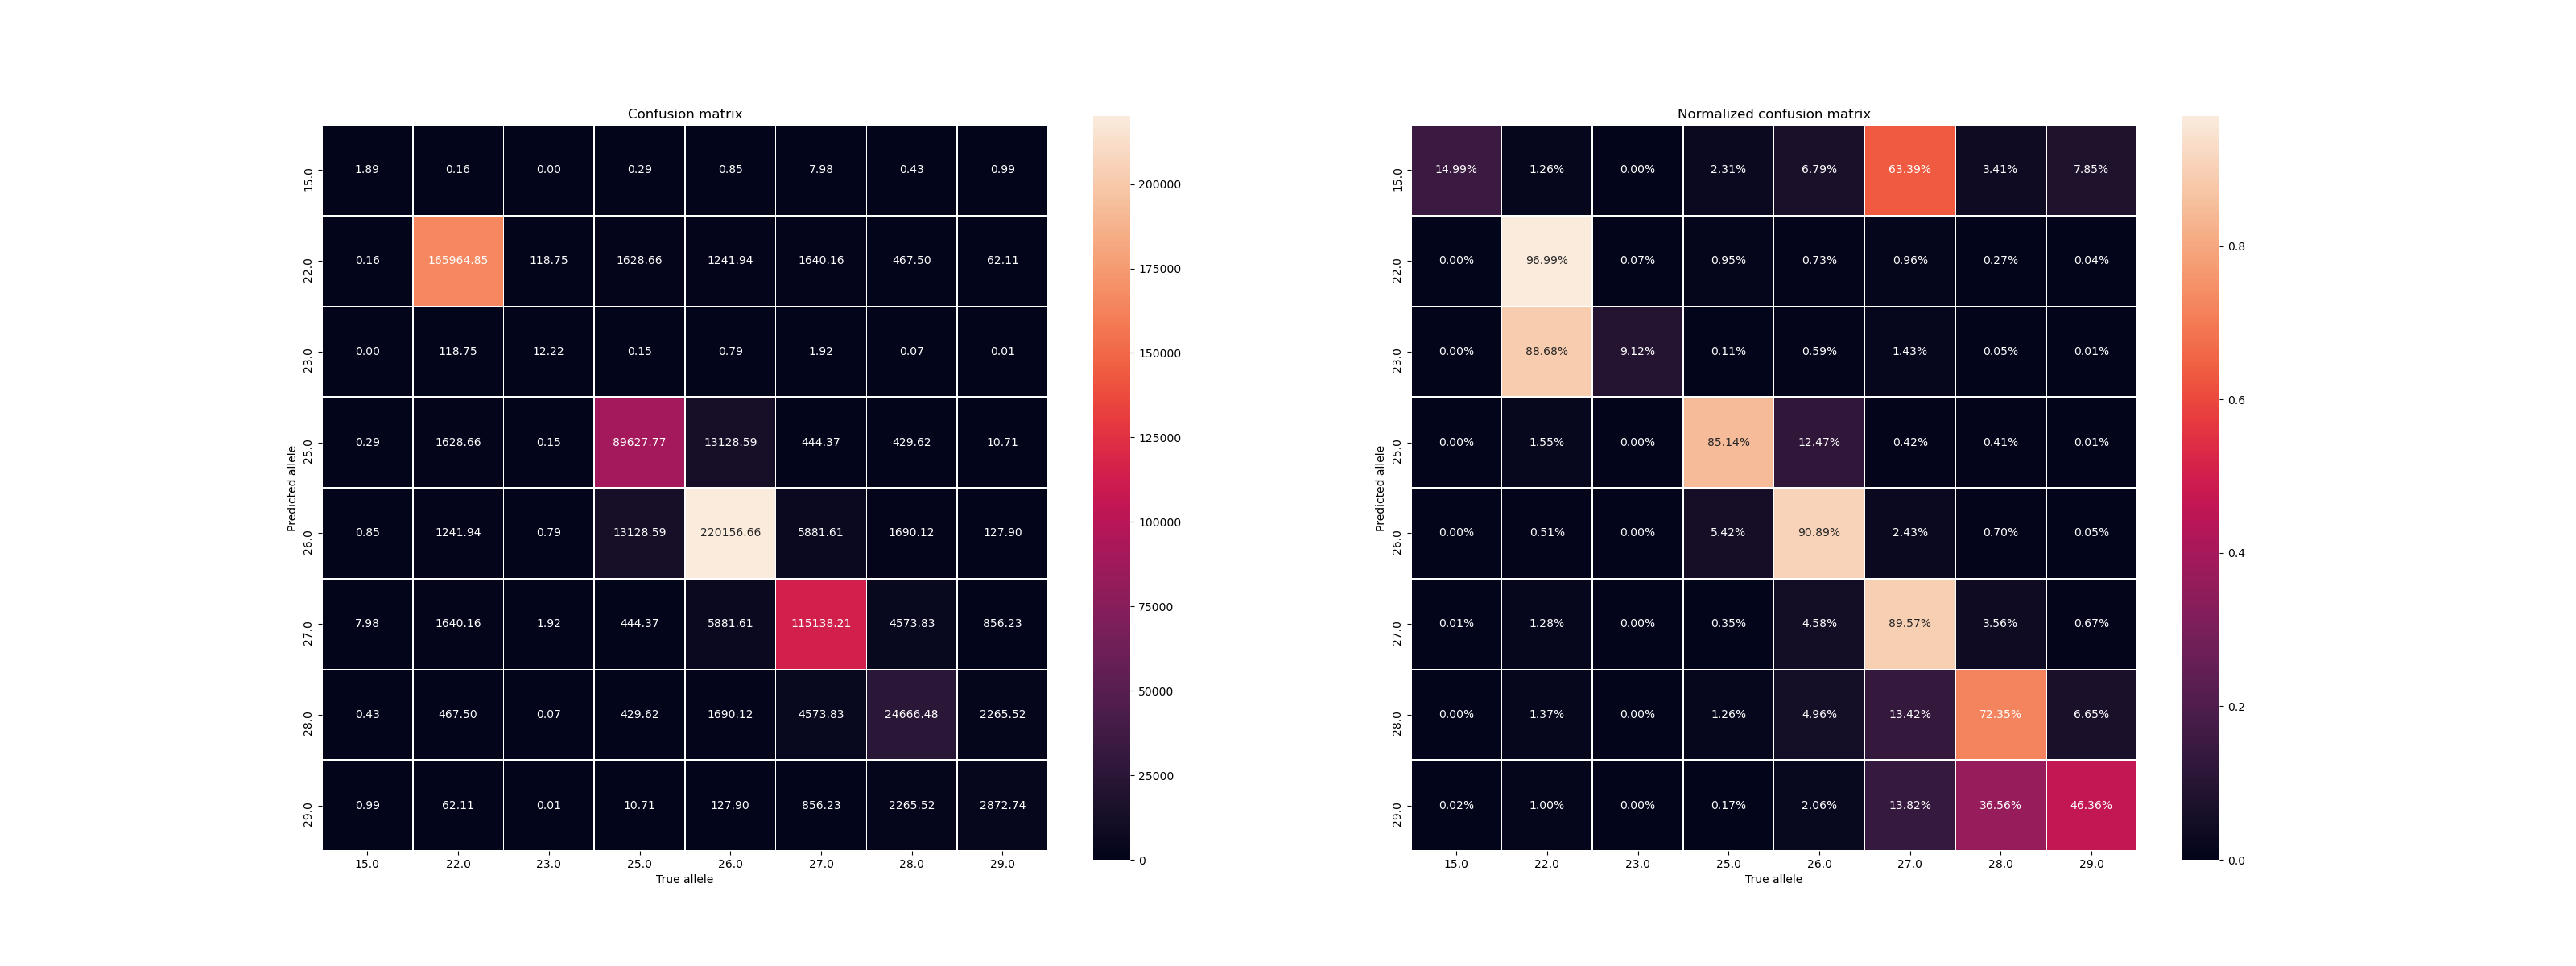 Confusion matrix
15.0 1.89 0.16 0.00 0.29 0.85 7.98 0.43 0.99
22.0 0.16 165964.85 118.75 1628.66 1241.94 1640.16 467.50 62.11
23.0 0.00 118.75 12.22 0.15 0.79 1.92 0.07 0.01
25.0 0.29 1628.66 0.15 89627.77 13128.59 444.37 429.62 10.71
26.0 0.85 1241.94 0.79 13128.59 220156.66 5881.61 1690.12 127.90
27.0 7.98 1640.16 1.92 444.37 5881.61 115138.21 4573.83 856.23
28.0 0.43 467.50 0.07 429.62 1690.12 4573.83 24666.48 2265.52
29.0 0.99 62.11 0.01 10.71 127.90 856.23 2265.52 2872.74
15.0 22.0 23.0 25.0 26.0 27.0 28.0 29.0
True allele
Predicted allele
200000
175000
150000
125000
100000
75000
50000
25000
0
Normalized confusion matrix
15.0 14.99% 1.26% 0.00% 2.31% 6.79% 63.39% 3.41% 7.85%
22.0 0.00% 96.99% 0.07% 0.95% 0.73% 0.96% 0.27% 0.04%
23.0 0.00% 88.68% 9.12% 0.11% 0.59% 1.43% 0.05% 0.01%
25.0 0.00% 1.55% 0.00% 85.14% 12.47% 0.42% 0.41% 0.01%
26.0 0.00% 0.51% 0.00% 5.42% 90.89% 2.43% 0.70% 0.05%
27.0 0.01% 1.28% 0.00% 0.35% 4.58% 89.57% 3.56% 0.67%
28.0 0.00% 1.37% 0.00% 1.26% 4.96% 13.42% 72.35% 6.65%
29.0 0.02% 1.00% 0.00% 0.17% 2.06% 13.82% 36.56% 46.36%
15.0 22.0 23.0 25.0 26.0 27.0 28.0 29.0
True allele
Predicted allele
0.8
0.6
0.4
0.2
0.0